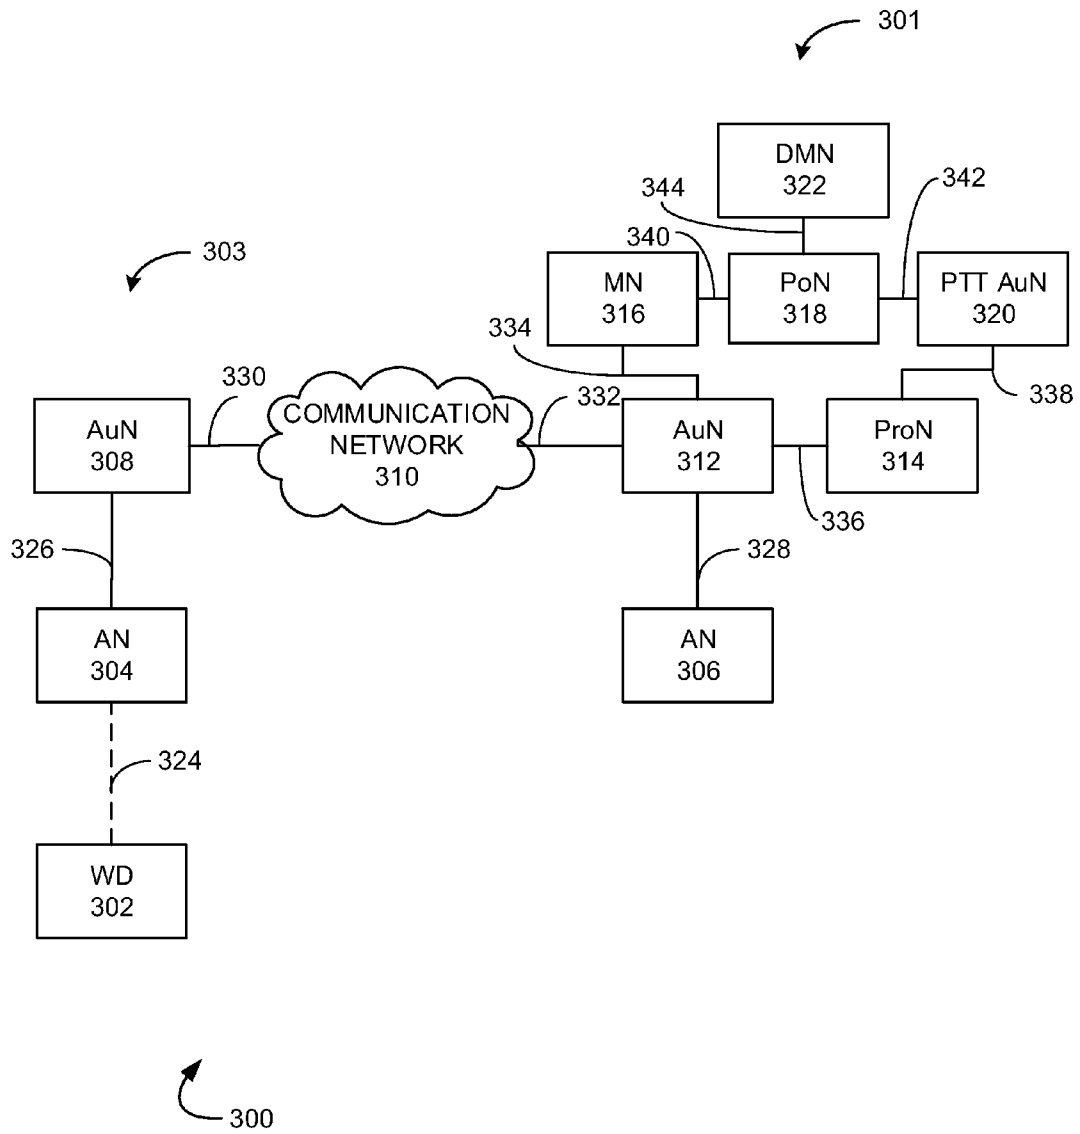 301
DMN
322
344
342
340
303
MN
316
PoN
318
PTT AuN
320
334
330
332
338
AuN
308
COMMUNICATION
NETWORK
310
AuN
312
ProN
314
336
326
328
AN
304
AN
306
324
WD
302
300